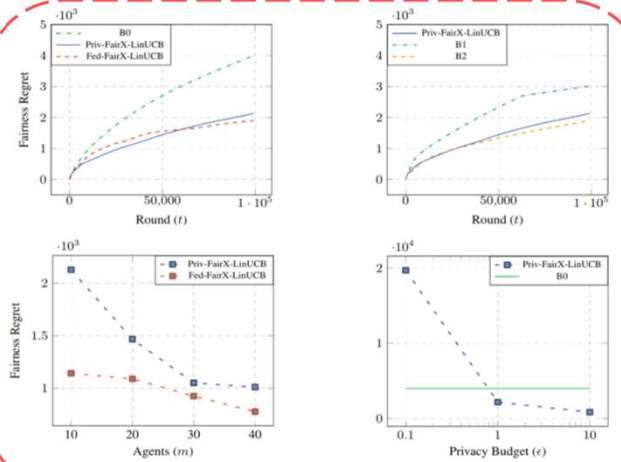 ·10³
5
4
3
2
1
0
B0
Priv-FairX-LinUCB
Fed-FairX-LinUCB
Fairness Regret
0
50,000
1 · 10⁵
Round (t)
·10³
5
4
3
2
1
0
Priv-FairX-LinUCB
B1
B2
0
50,000
1 · 10⁵
Round (t)
·10³
2
1.5
1
Priv-FairX-LinUCB
Fed-FairX-LinUCB
Fairness Regret
10
20
30
40
Agents (m)
·10⁴
2
1
0
Priv-FairX-LinUCB
B0
0.1
1
10
Privacy Budget (ϵ)